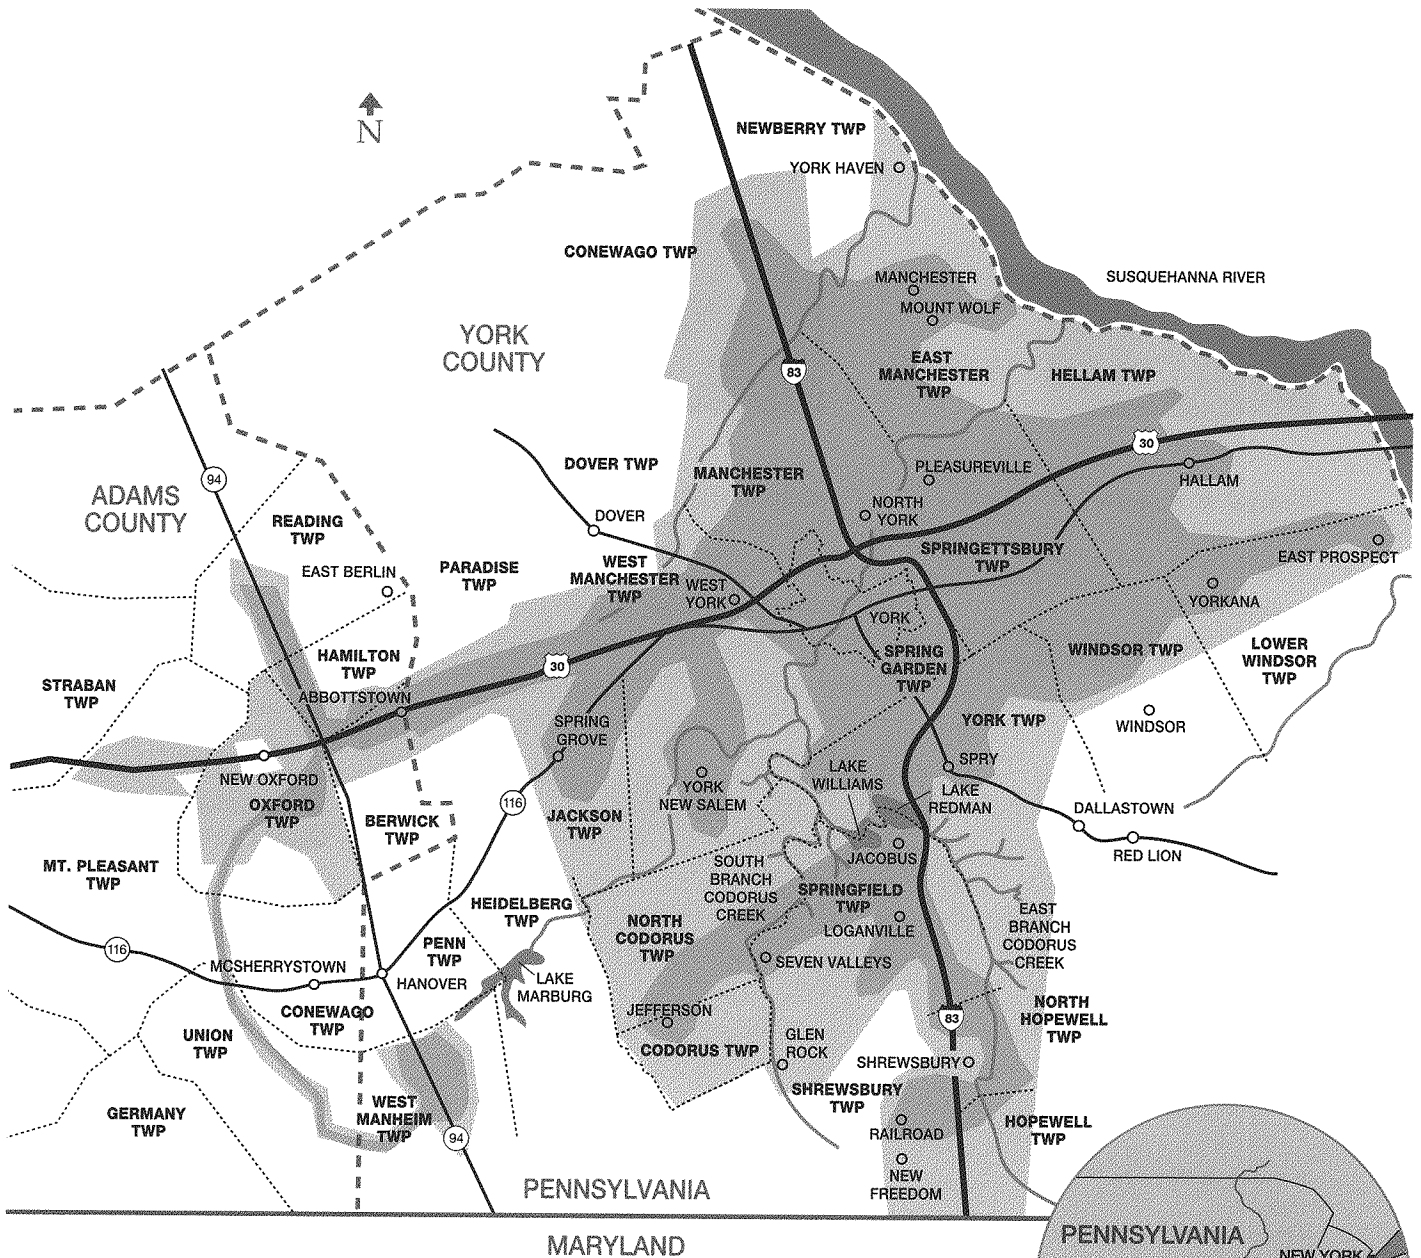 N
NEWBERRY TWP
YORK HAVEN
CONEWAGO TWP
MANCHESTER
MOUNT WOLF
SUSQUEHANNA RIVER
YORK
COUNTY
EAST
MANCHESTER
TWP
HELLAM TWP
83
30
94
ADAMS
COUNTY
DOVER TWP
MANCHESTER
TWP
PLEASUREVILLE
HALLAM
NORTH
YORK
DOVER
READING
TWP
EAST BERLIN
PARADISE
TWP
WEST
MANCHESTER
TWP
WEST
YORK
SPRINGETTSBURY
TWP
EAST PROSPECT
YORKANA
YORK
HAMILTON
TWP
30
SPRING
GARDEN
TWP
WINDSOR TWP
LOWER
WINDSOR
TWP
STRABAN
TWP
ABBOTTSTOWN
SPRING
GROVE
YORK TWP
WINDSOR
NEW OXFORD
YORK
NEW SALEM
LAKE
WILLIAMS
SPRY
LAKE
REDMAN
OXFORD
TWP
BERWICK
TWP
116
JACKSON
TWP
DALLASTOWN
RED LION
MT. PLEASANT
TWP
SOUTH
BRANCH
CODORUS
CREEK
JACOBUS
SPRINGFIELD
TWP
HEIDELBERG
TWP
NORTH
CODORUS
TWP
LOGANVILLE
EAST
BRANCH
CODORUS
CREEK
116
PENN
TWP
MCSHERRYSTOWN
HANOVER
LAKE
MARBURG
SEVEN VALLEYS
CONEWAGO
TWP
JEFFERSON
83
NORTH
HOPEWELL
TWP
UNION
TWP
CODORUS TWP
GLEN
ROCK
SHREWSBURY
SHREWSBURY
TWP
GERMANY
TWP
WEST
MANHEIM
TWP
94
RAILROAD
HOPEWELL
TWP
NEW
FREEDOM
PENNSYLVANIA
MARYLAND
PENNSYLVANIA
NEW YORK